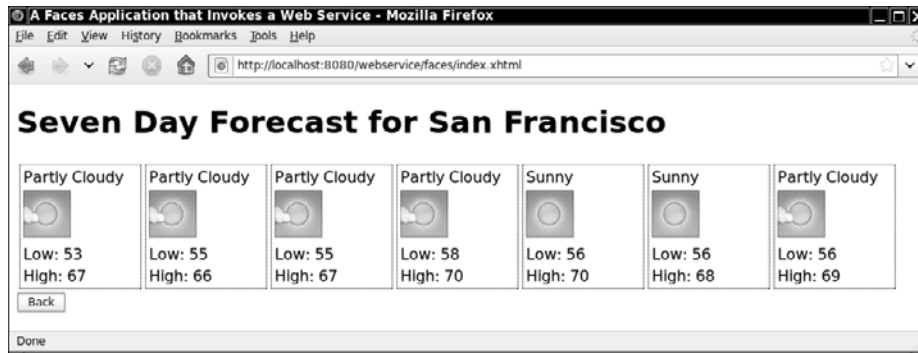 A Faces Application that Invokes a Web Service - Mozilla Firefox
File Edit View History Bookmarks Tools Help
http://localhost:8080/webservice/faces/index.xhtml
Seven Day Forecast for San Francisco
Partly Cloudy Partly Cloudy Partly Cloudy Partly Cloudy Sunny Sunny Partly Cloudy
Low: 53 Low: 55 Low: 55 Low: 58 Low: 56 Low: 56 Low: 56
High: 67 High: 66 High: 67 High: 70 High: 70 High: 68 High: 69
Back
Done